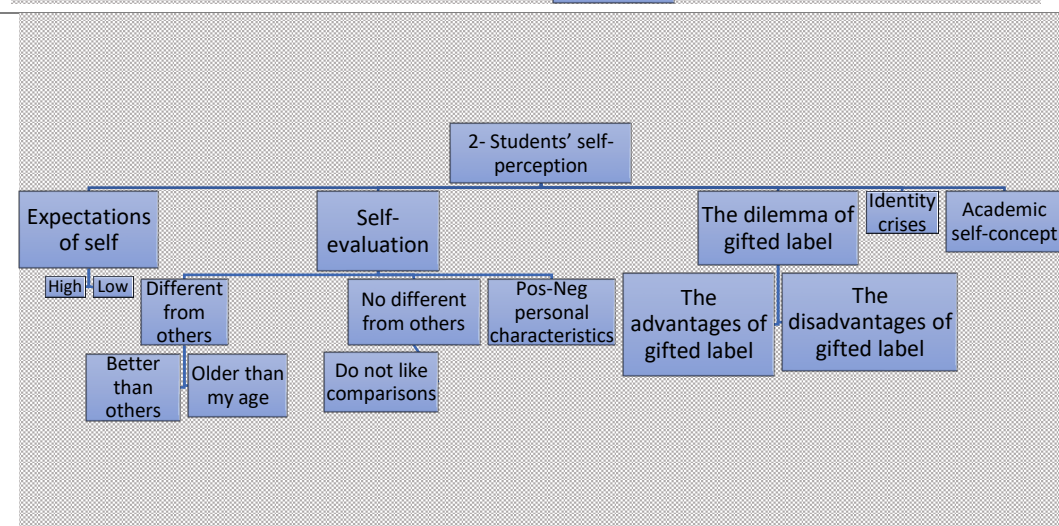 2- Students’ self-
perception
Expectations
of self
Self-
evaluation
The dilemma of
gifted label
Identity
crises
Academic
self-concept
High
Low
Different
from
others
No different
from others
Pos-Neg
personal
characteristics
The
advantages of
gifted label
The
disadvantages of
gifted label
Better
than
others
Older than
my age
Do not like
comparisons